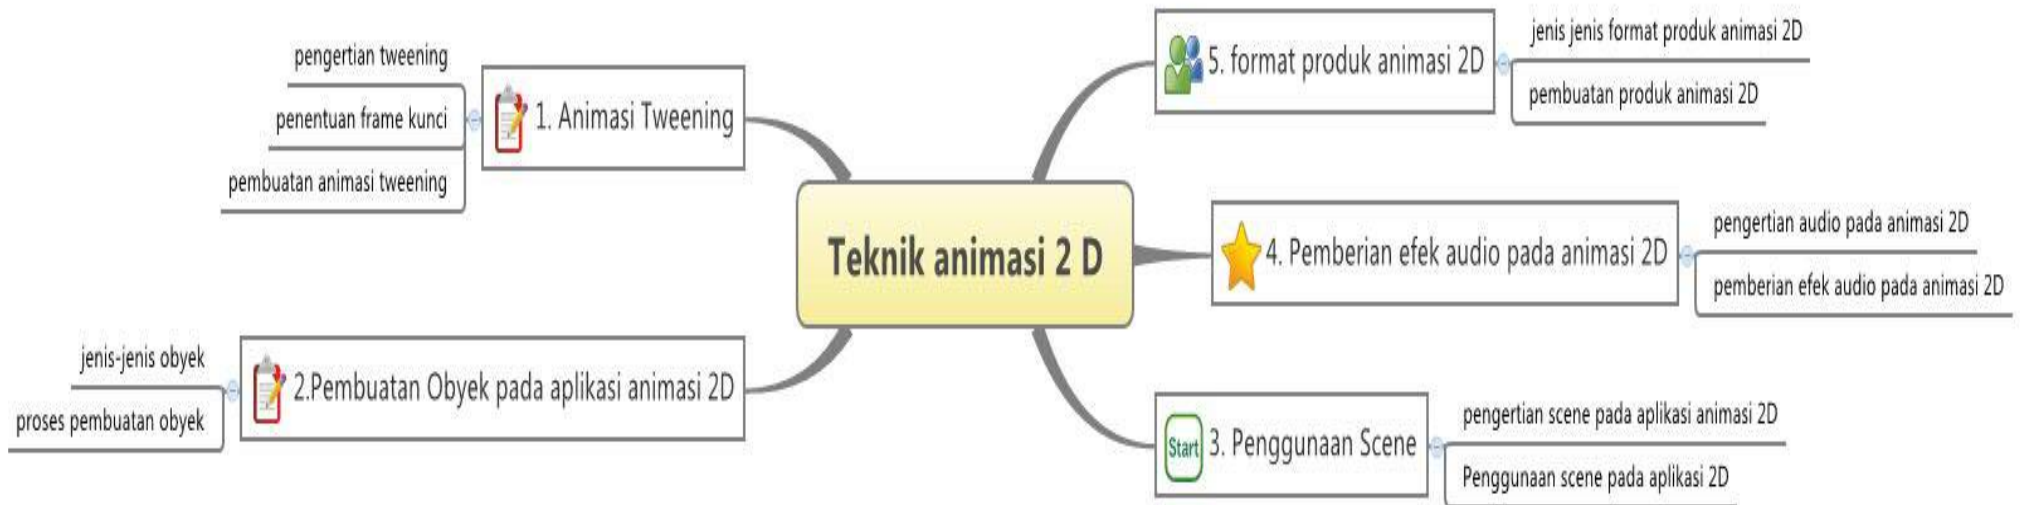 Teknik animasi 2 D
1. Animasi Tweening
pengertian tweening
penentuan frame kunci
pembuatan animasi tweening
2.Pembuatan Obyek pada aplikasi animasi 2D
jenis-jenis obyek
proses pembuatan obyek
Start
3. Penggunaan Scene
pengertian scene pada aplikasi animasi 2D
Penggunaan scene pada aplikasi 2D
4. Pemberian efek audio pada animasi 2D
pengertian audio pada animasi 2D
pemberian efek audio pada animasi 2D
5. format produk animasi 2D
jenis jenis format produk animasi 2D
pembuatan produk animasi 2D